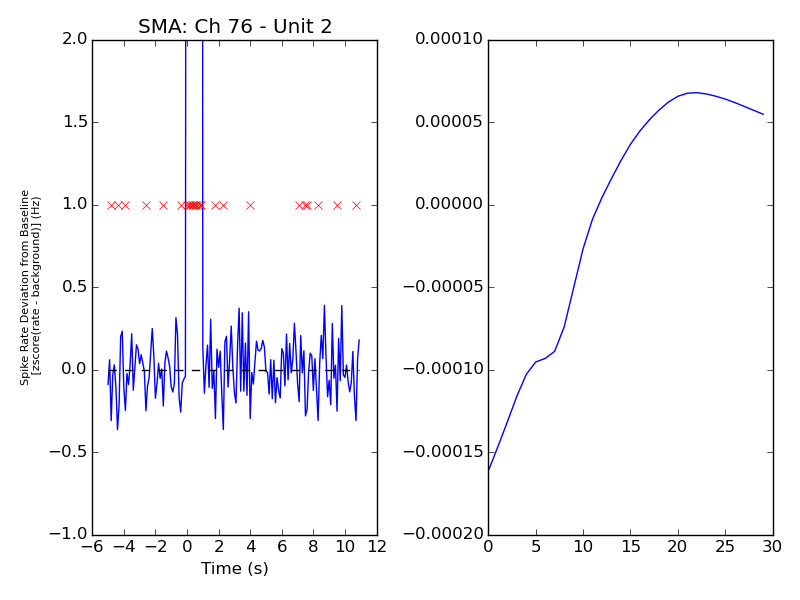 SMA: Ch 76 - Unit 2
Spike Rate Deviation from Baseline
[zscore(rate - background)] (Hz)
2.0
1.5
1.0
0.5
0.0
−0.5
−1.0
−6 −4 −2 0 2 4 6 8 10 12
Time (s)
0.00010
0.00005
0.00000
−0.00005
−0.00010
−0.00015
−0.00020
0 5 10 15 20 25 30